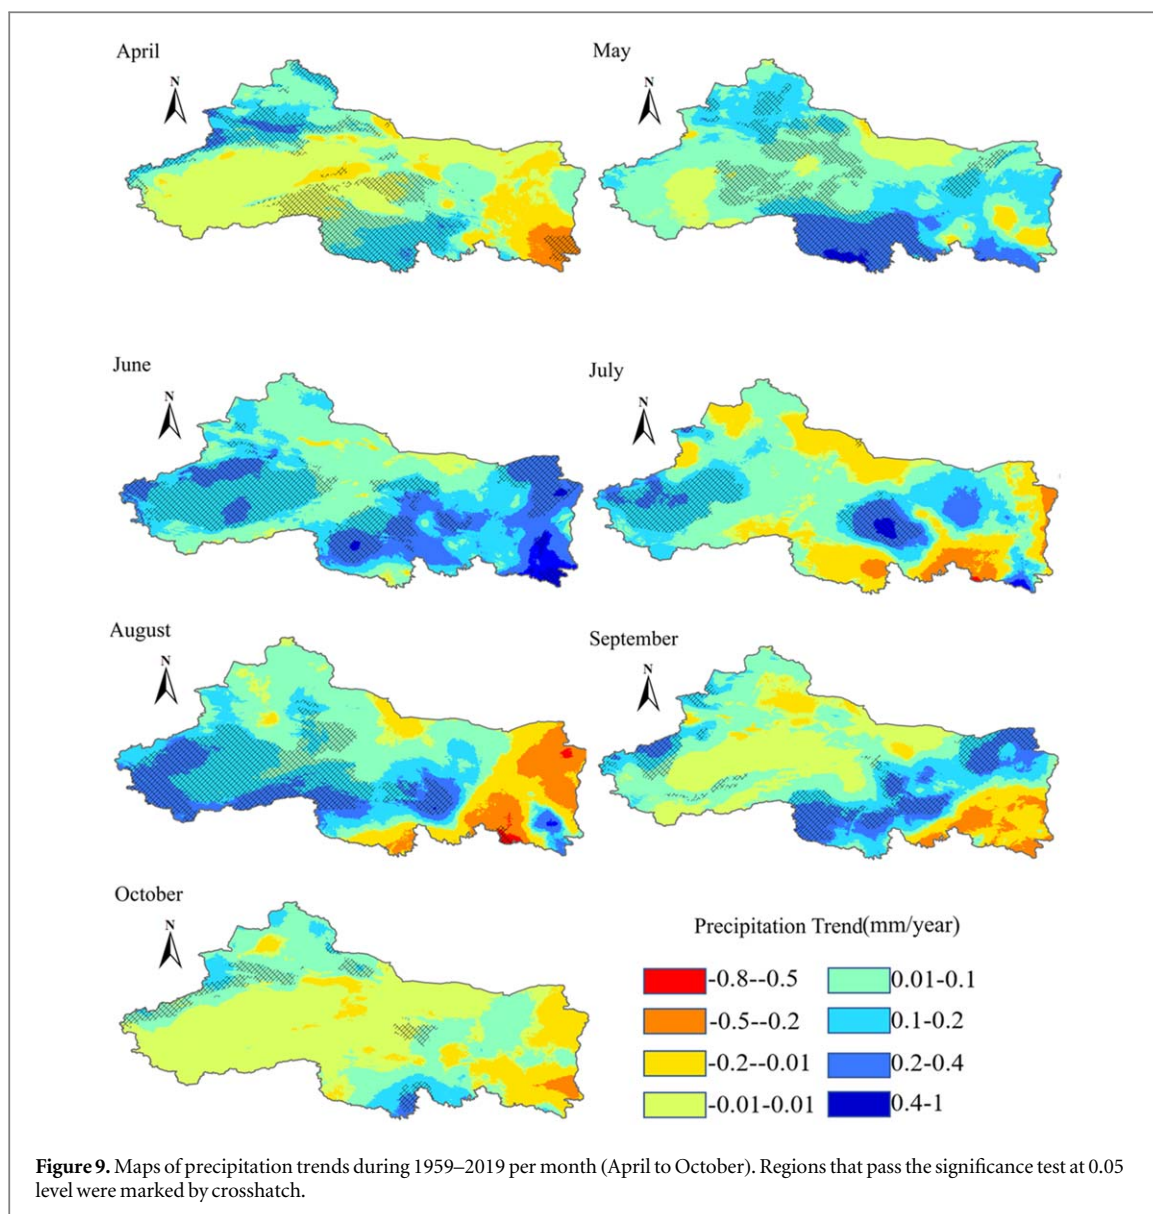 April
May
N
N
June
July
N
N
August
September
N
N
October
N
Precipitation Trend(mm/year)
-0.8--0.5
0.01-0.1
-0.5--0.2
0.1-0.2
-0.2--0.01
0.2-0.4
-0.01-0.01
0.4-1
Figure 9. Maps of precipitation trends during 1959–2019 per month (April to October). Regions that pass the significance test at 0.05
level were marked by crosshatch.